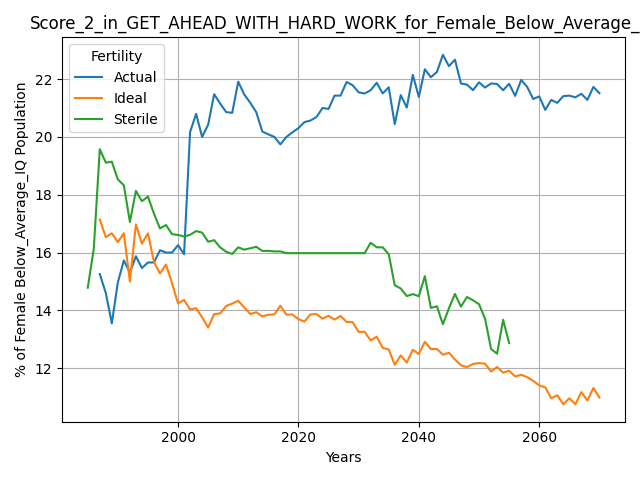 Score_2_in_GET_AHEAD_WITH_HARD_WORK_for_Female_Below_Average_
Fertility
Actual
Ideal
Sterile
% of Female Below_Average_IQ Population
22
20
18
16
14
12
2000
2020
2040
2060
Years